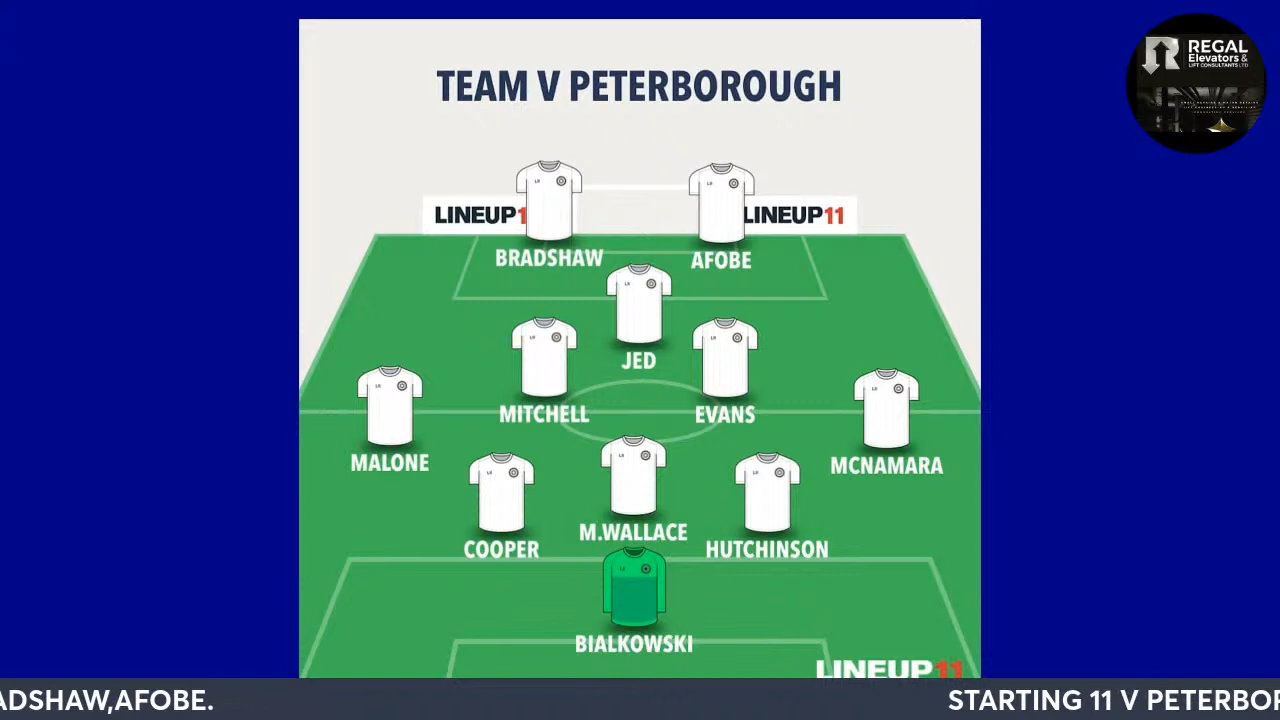 TEAM V PETERBOROUGH
REGAL
Elevators &
LIFT CONSULTANTS LTD
LINEUP1
LINEUP11
BRADSHAW
AFOBE
JED
MITCHELL
EVANS
MALONE
MCNAMARA
COOPER
M.WALLACE
HUTCHINSON
BIALKOWSKI
LINEUP11
ADSHAW,AFOBE.
STARTING 11 V PETERBOR